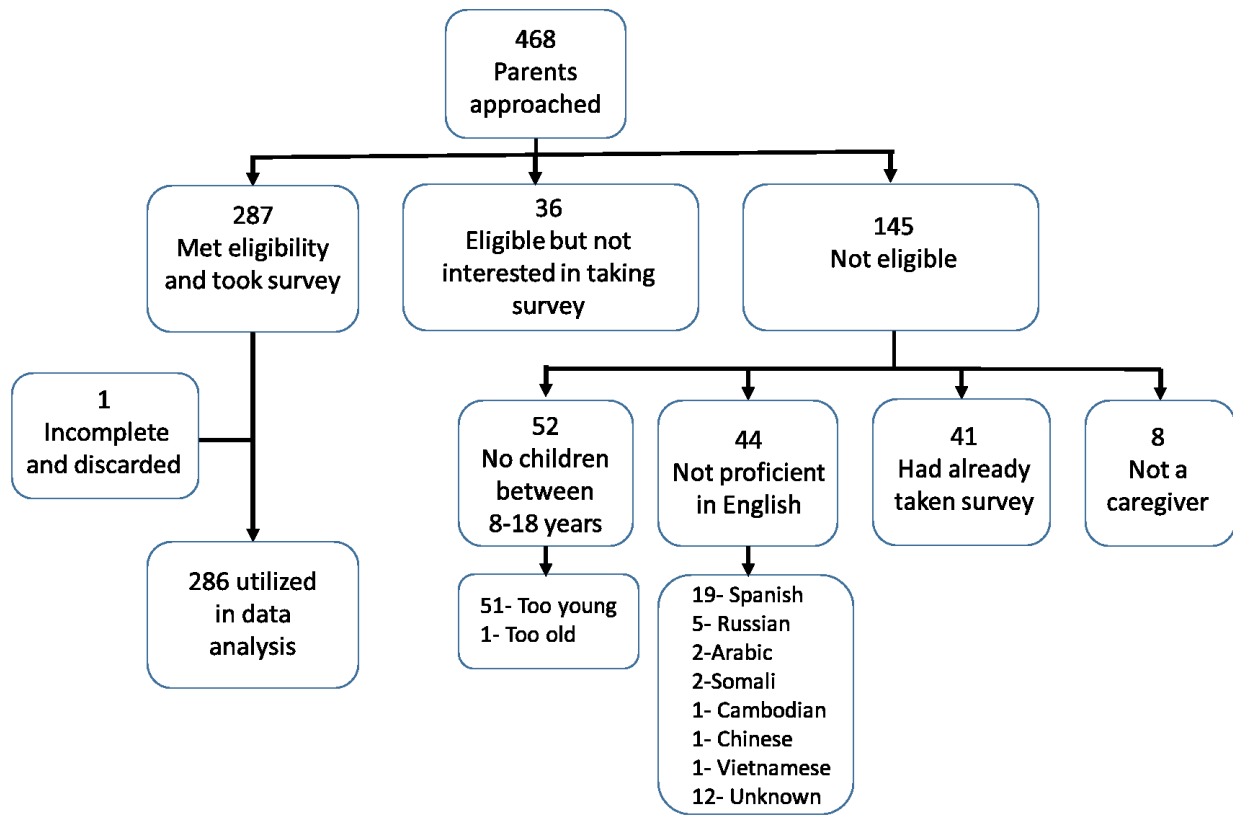 468
Parents
approached
287
Met eligibility
and took survey
36
Eligible but not
interested in taking
survey
145
Not eligible
1
Incomplete
and discarded
52
No children
between
8-18 years
44
Not proficient
in English
41
Had already
taken survey
8
Not a
caregiver
286 utilized
in data
analysis
51- Too young
1- Too old
19- Spanish
5- Russian
2-Arabic
2-Somali
1- Cambodian
1- Chinese
1- Vietnamese
12- Unknown